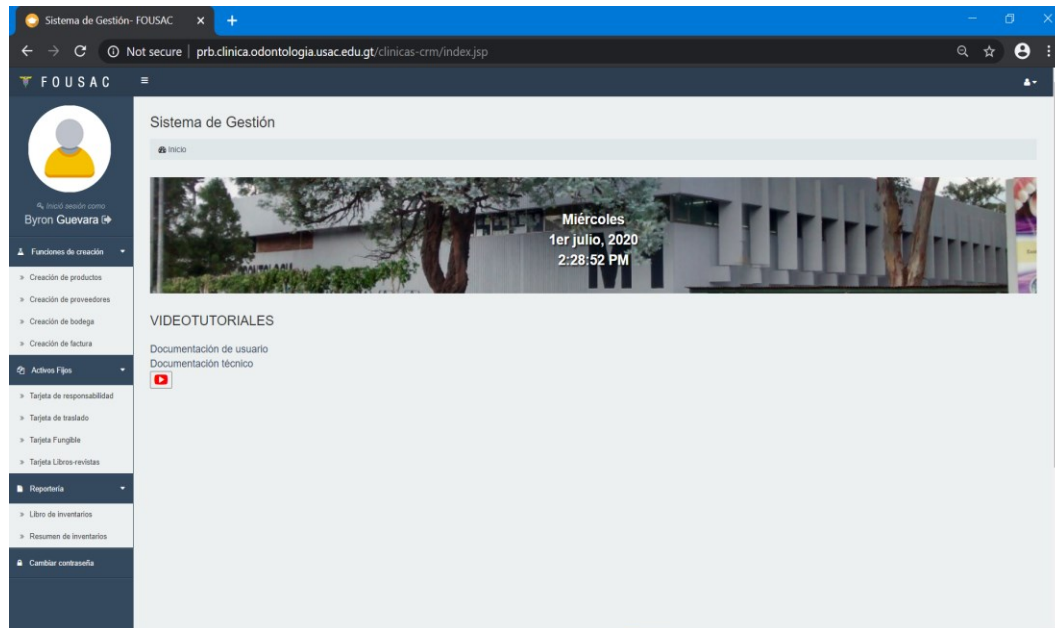 Sistema de Gestión- FOUSAC
Not secure | prb.clinica.odontologia.usac.edu.gt/clinicas-crm/index.jsp
FOUSAC
Sistema de Gestión
Inicio
Inició sesión como
Byron Guevara
Miércoles
1er julio, 2020
2:28:52 PM
Funciones de creación
» Creación de productos
» Creación de proveedores
» Creación de bodega
» Creación de factura
Activos Fijos
» Tarjeta de responsabilidad
» Tarjeta de traslado
» Tarjeta Fungible
» Tarjeta Libros-revistas
Reportería
» Libro de inventarios
» Resumen de inventarios
Cambiar contraseña
VIDEOTUTORIALES
Documentación de usuario
Documentación técnico